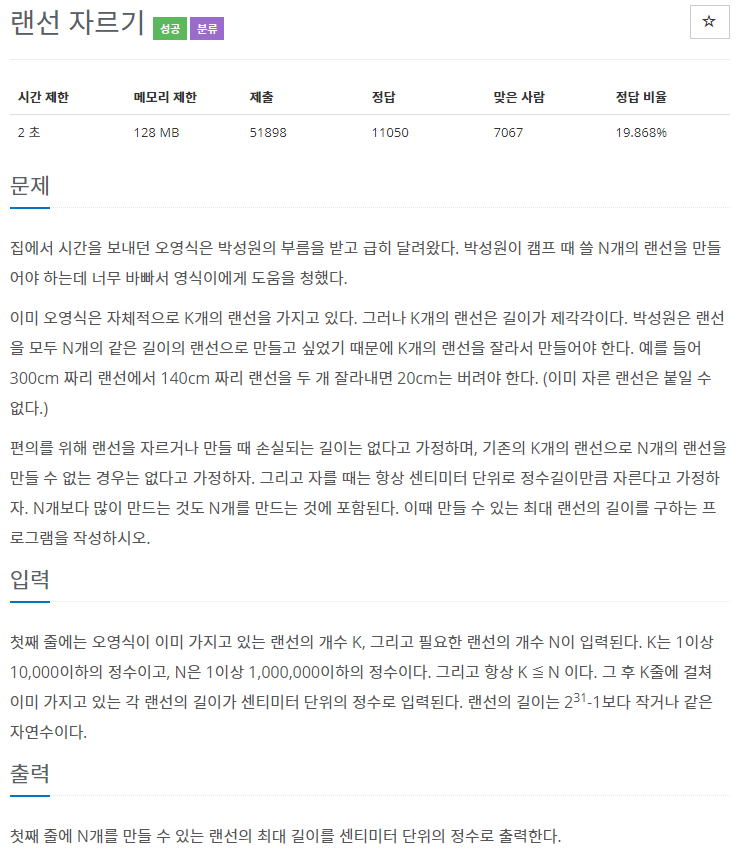 랜선 자르기 성공 분류
☆
시간 제한 메모리 제한 제출 정답 맞은 사람 정답 비율
2 초 128 MB 51898 11050 7067 19.868%
문제
집에서 시간을 보내던 오영식은 박성원의 부름을 받고 급히 달려왔다. 박성원이 캠프 때 쓸 N개의 랜선을 만들
어야 하는데 너무 바빠서 영식이에게 도움을 청했다.
이미 오영식은 자체적으로 K개의 랜선을 가지고 있다. 그러나 K개의 랜선은 길이가 제각각이다. 박성원은 랜선
을 모두 N개의 같은 길이의 랜선으로 만들고 싶었기 때문에 K개의 랜선을 잘라서 만들어야 한다. 예를 들어
300cm 짜리 랜선에서 140cm 짜리 랜선을 두 개 잘라내면 20cm는 버려야 한다. (이미 자른 랜선은 붙일 수
없다.)
편의를 위해 랜선을 자르거나 만들 때 손실되는 길이는 없다고 가정하며, 기존의 K개의 랜선으로 N개의 랜선을
만들 수 없는 경우는 없다고 가정하자. 그리고 자를 때는 항상 센티미터 단위로 정수길이만큼 자른다고 가정하
자. N개보다 많이 만드는 것도 N개를 만드는 것에 포함된다. 이때 만들 수 있는 최대 랜선의 길이를 구하는 프
로그램을 작성하시오.
입력
첫째 줄에는 오영식이 이미 가지고 있는 랜선의 개수 K, 그리고 필요한 랜선의 개수 N이 입력된다. K는 1이상
10,000이하의 정수이고, N은 1이상 1,000,000이하의 정수이다. 그리고 항상 K ≦ N 이다. 그 후 K줄에 걸쳐
이미 가지고 있는 각 랜선의 길이가 센티미터 단위의 정수로 입력된다. 랜선의 길이는 2^31-1보다 작거나 같은
자연수이다.
출력
첫째 줄에 N개를 만들 수 있는 랜선의 최대 길이를 센티미터 단위의 정수로 출력한다.